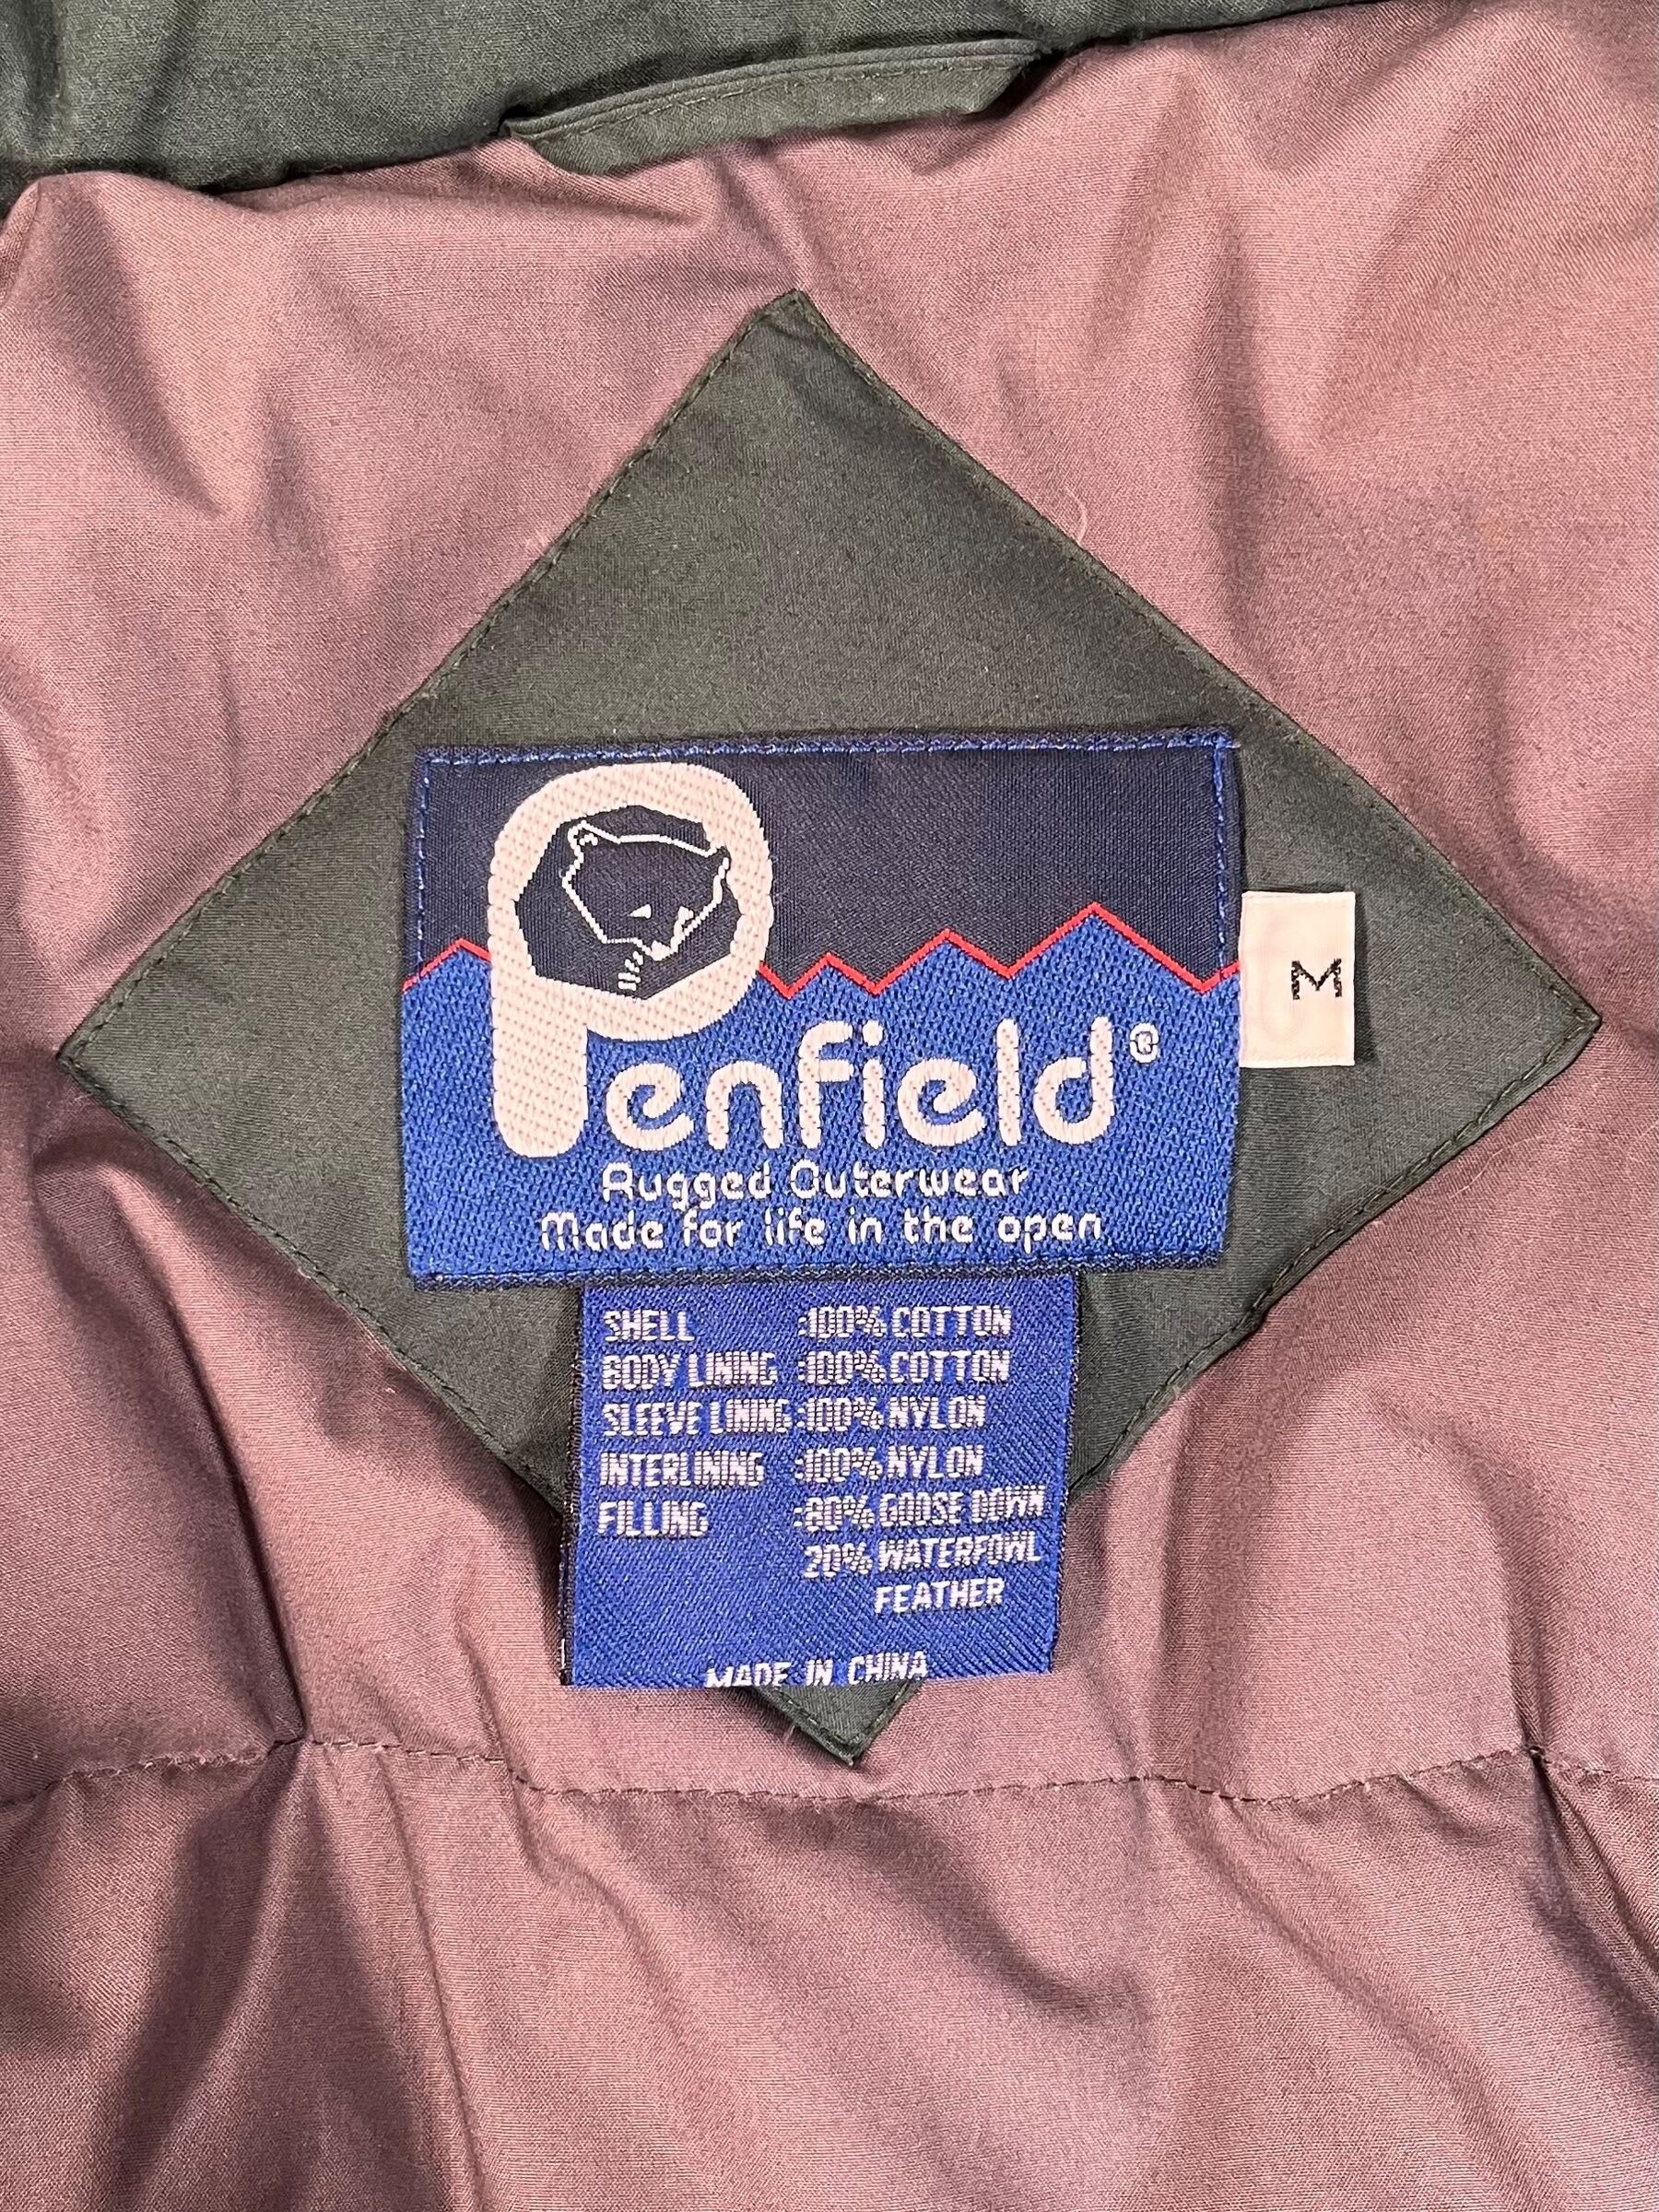 Penfield®
M
Rugged Outerwear
Made for life in the open
SHELL :100% COTTON
BODY LINING :100% COTTON
SLEEVE LINING :100% NYLON
INTERLINING :100% NYLON
FILLING :80% GOOSE DOWN
20% WATERFOWL
FEATHER
MADE IN CHINA